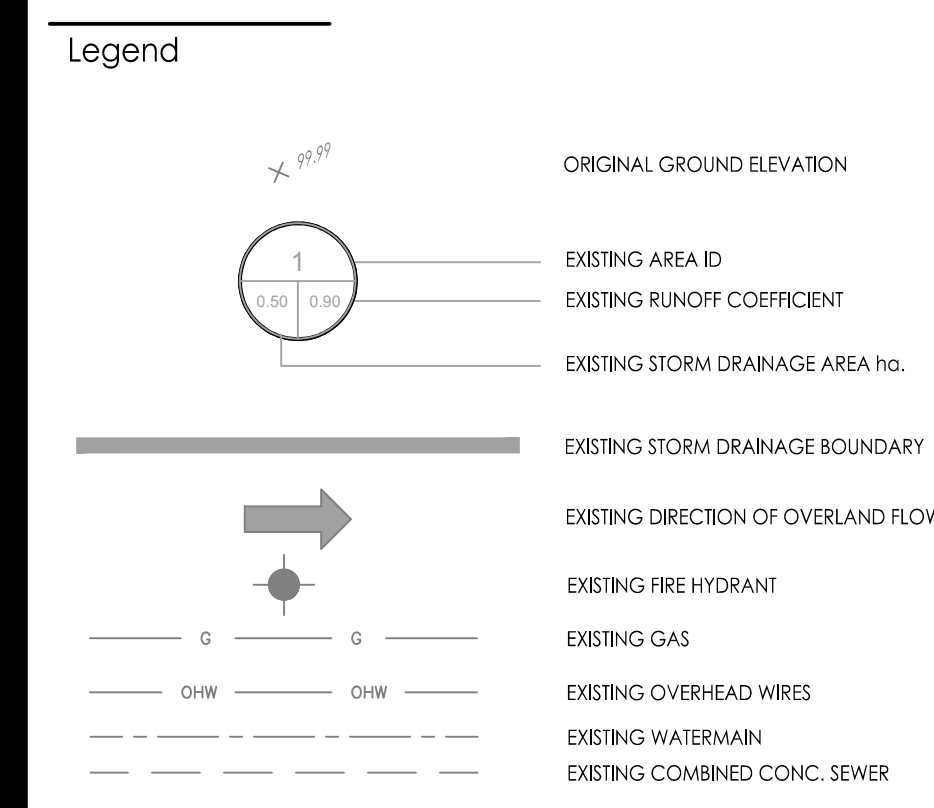 Legend
99.99 ORIGINAL GROUND ELEVATION
1 EXISTING AREA ID
0.50 0.90 EXISTING RUNOFF COEFFICIENT
EXISTING STORM DRAINAGE AREA ha.
EXISTING STORM DRAINAGE BOUNDARY
EXISTING DIRECTION OF OVERLAND FLOW
EXISTING FIRE HYDRANT
G G EXISTING GAS
OHW OHW EXISTING OVERHEAD WIRES
EXISTING WATERMAIN
EXISTING COMBINED CONC. SEWER